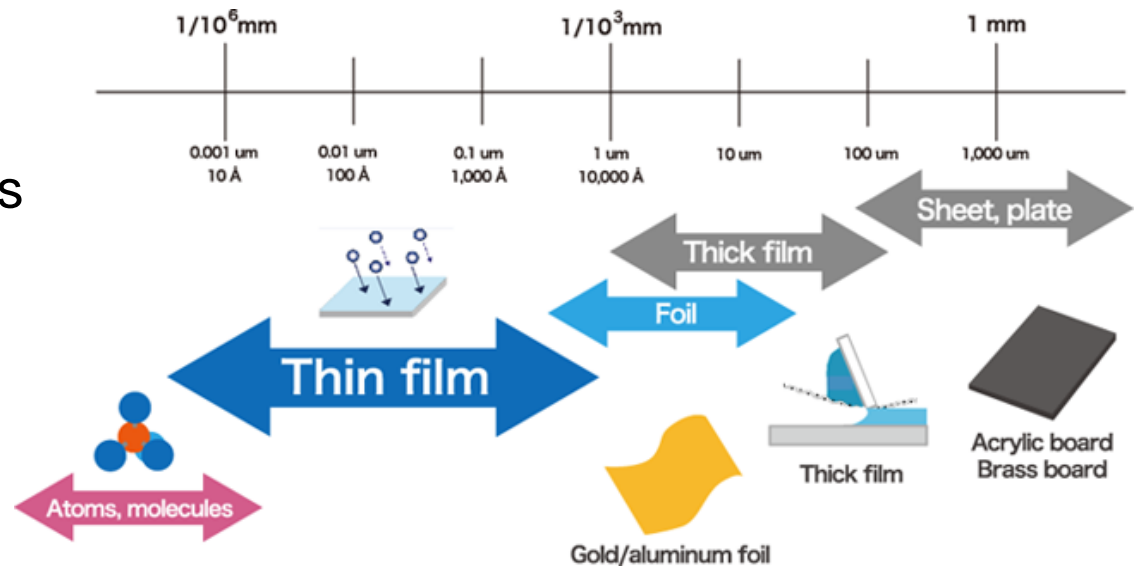 1/10⁶mm
1/10³mm
1 mm
0.001 um
10 Å
0.01 um
100 Å
0.1 um
1,000 Å
1 um
10,000 Å
10 um
100 um
1,000 um
s
Sheet, plate
Thick film
Foil
Thin film
Atoms, molecules
Acrylic board
Brass board
Thick film
Gold/aluminum foil